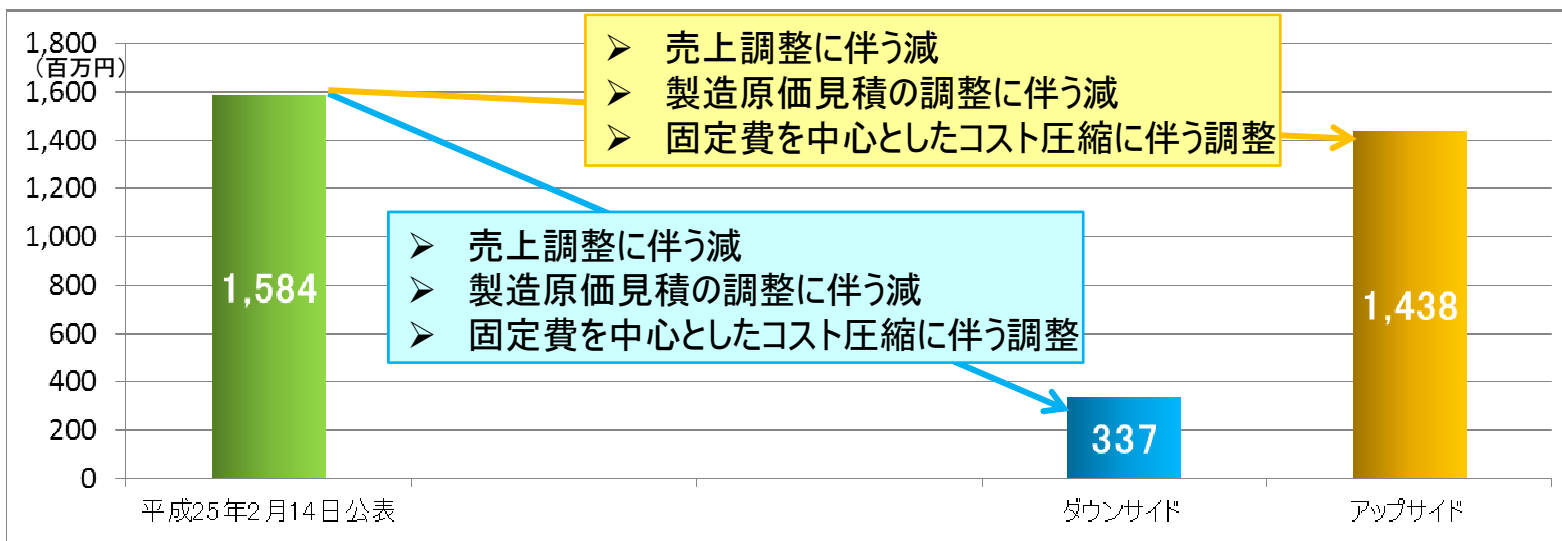 1,800
(百万円)
1,600
1,400
1,200
1,000
800
600
400
200
0
➢ 売上調整に伴う減
➢ 製造原価見積の調整に伴う減
➢ 固定費を中心としたコスト圧縮に伴う調整
➢ 売上調整に伴う減
➢ 製造原価見積の調整に伴う減
➢ 固定費を中心としたコスト圧縮に伴う調整
1,584
337
1,438
平成25年2月14日公表
ダウンサイド
アップサイド